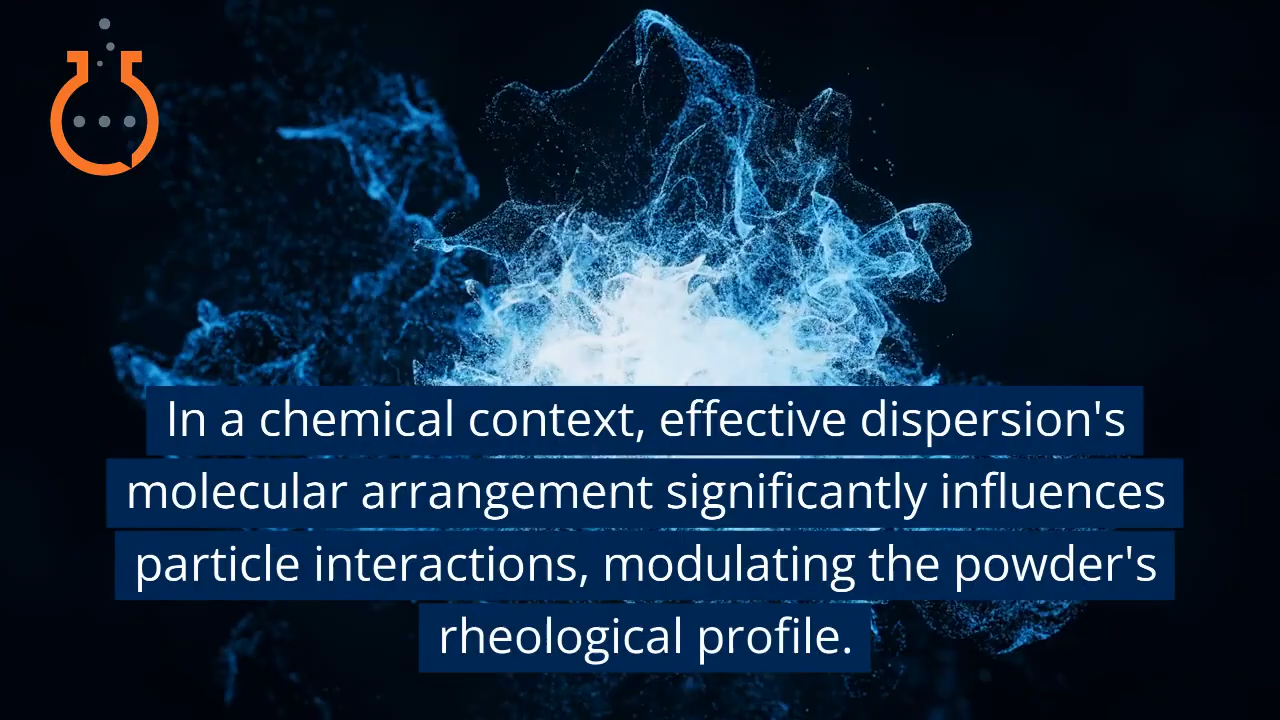 In a chemical context, effective dispersion's
molecular arrangement significantly influences
particle interactions, modulating the powder's
rheological profile.